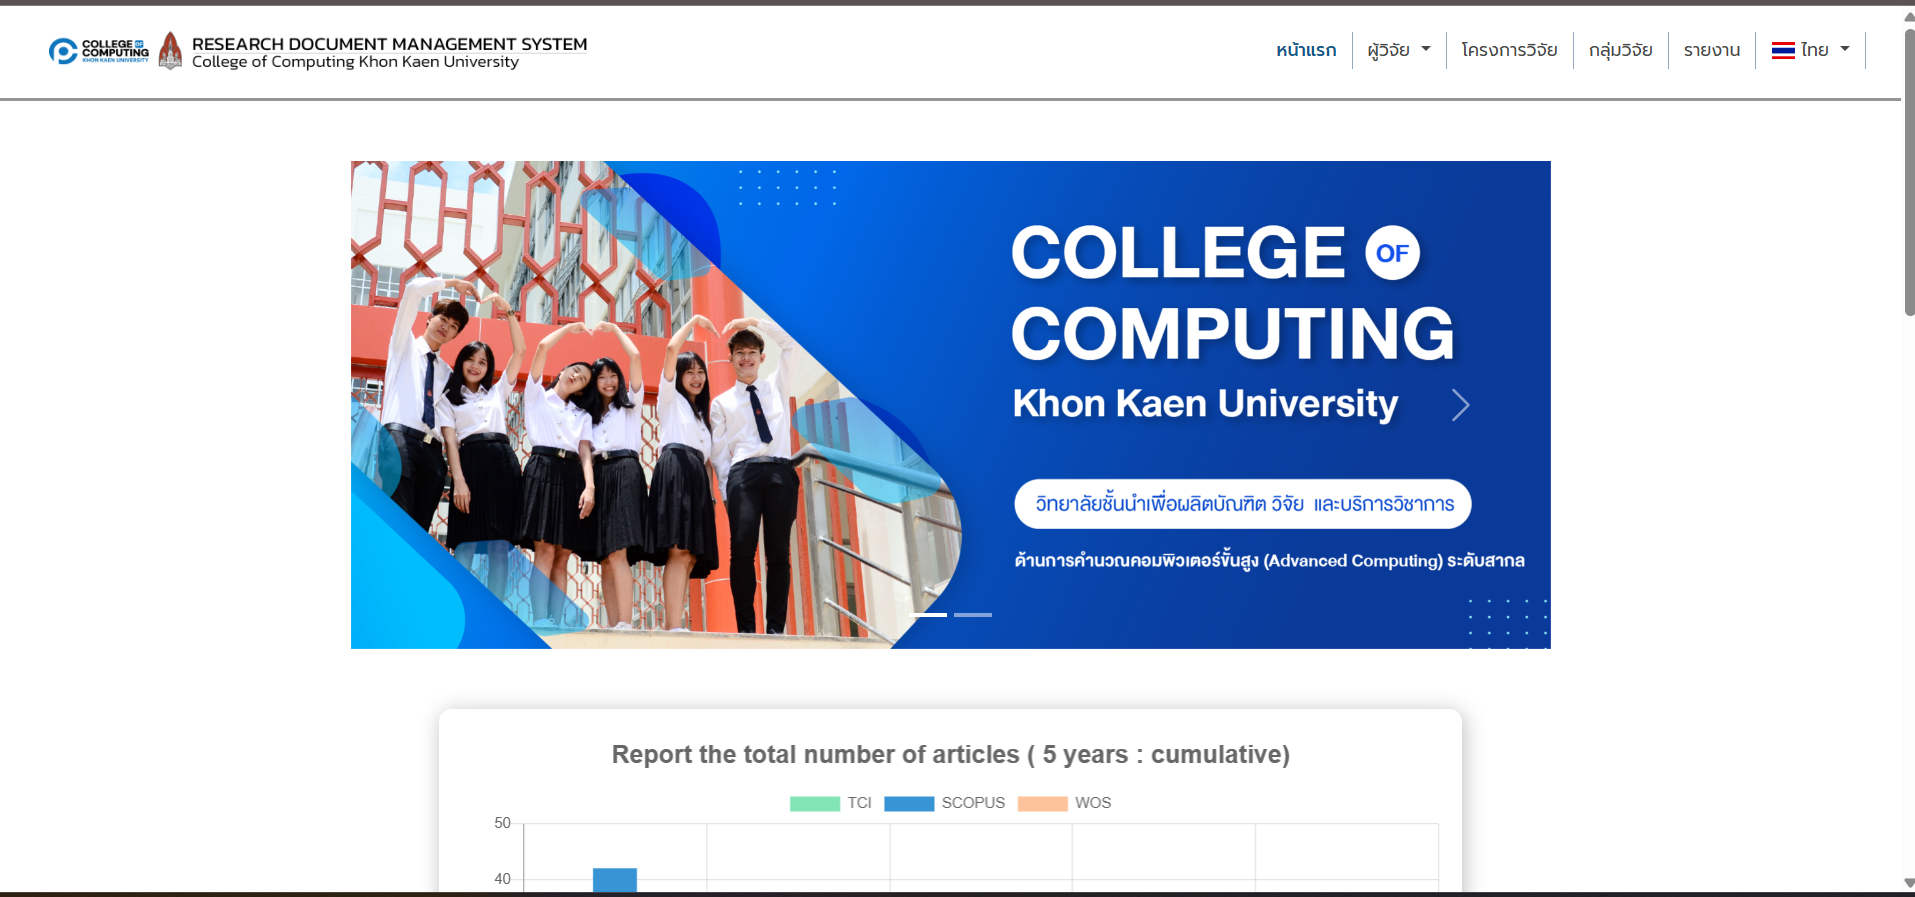 COLLEGE OF
COMPUTING
KHON KAEN UNIVERSITY
RESEARCH DOCUMENT MANAGEMENT SYSTEM
College of Computing Khon Kaen University
หน้าแรก ผู้วิจัย โครงการวิจัย กลุ่มวิจัย รายงาน ไทย
COLLEGE OF
COMPUTING
Khon Kaen University
วิทยาลัยชั้นนำเพื่อผลิตบัณฑิต วิจัย และบริการวิชาการ
ด้านการคำนวณคอมพิวเตอร์ขั้นสูง (Advanced Computing) ระดับสากล
Report the total number of articles ( 5 years : cumulative)
TCI SCOPUS WOS
50
40